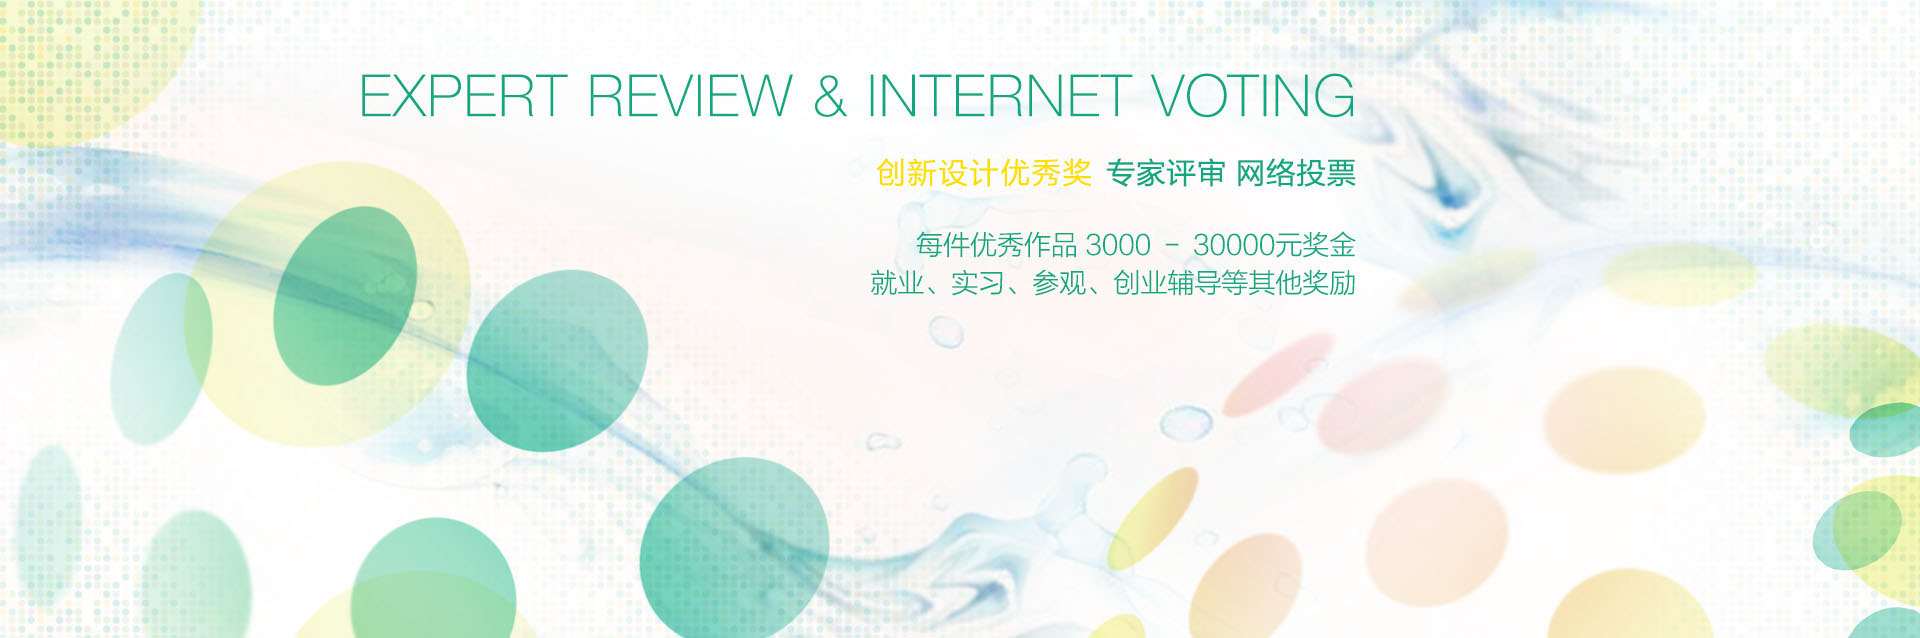 EXPERT REVIEW & INTERNET VOTING
创新设计优秀奖 专家评审 网络投票
每件优秀作品 3000 - 30000元奖金
就业、实习、参观、创业辅导等其他奖励